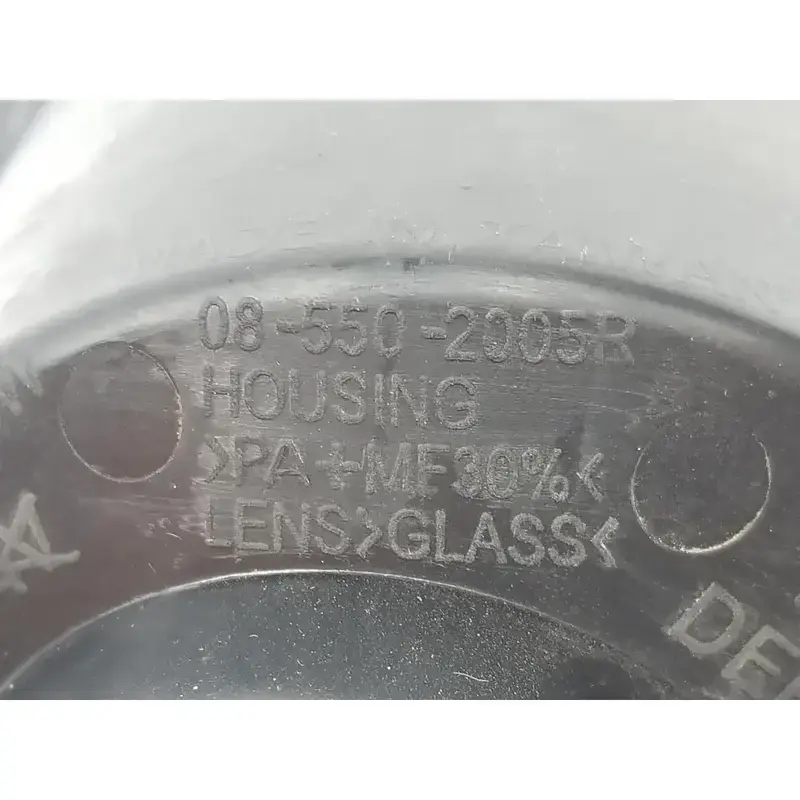 08-550-2005R
HOUSING
>PA+MF30%<
LENS>GLASS<